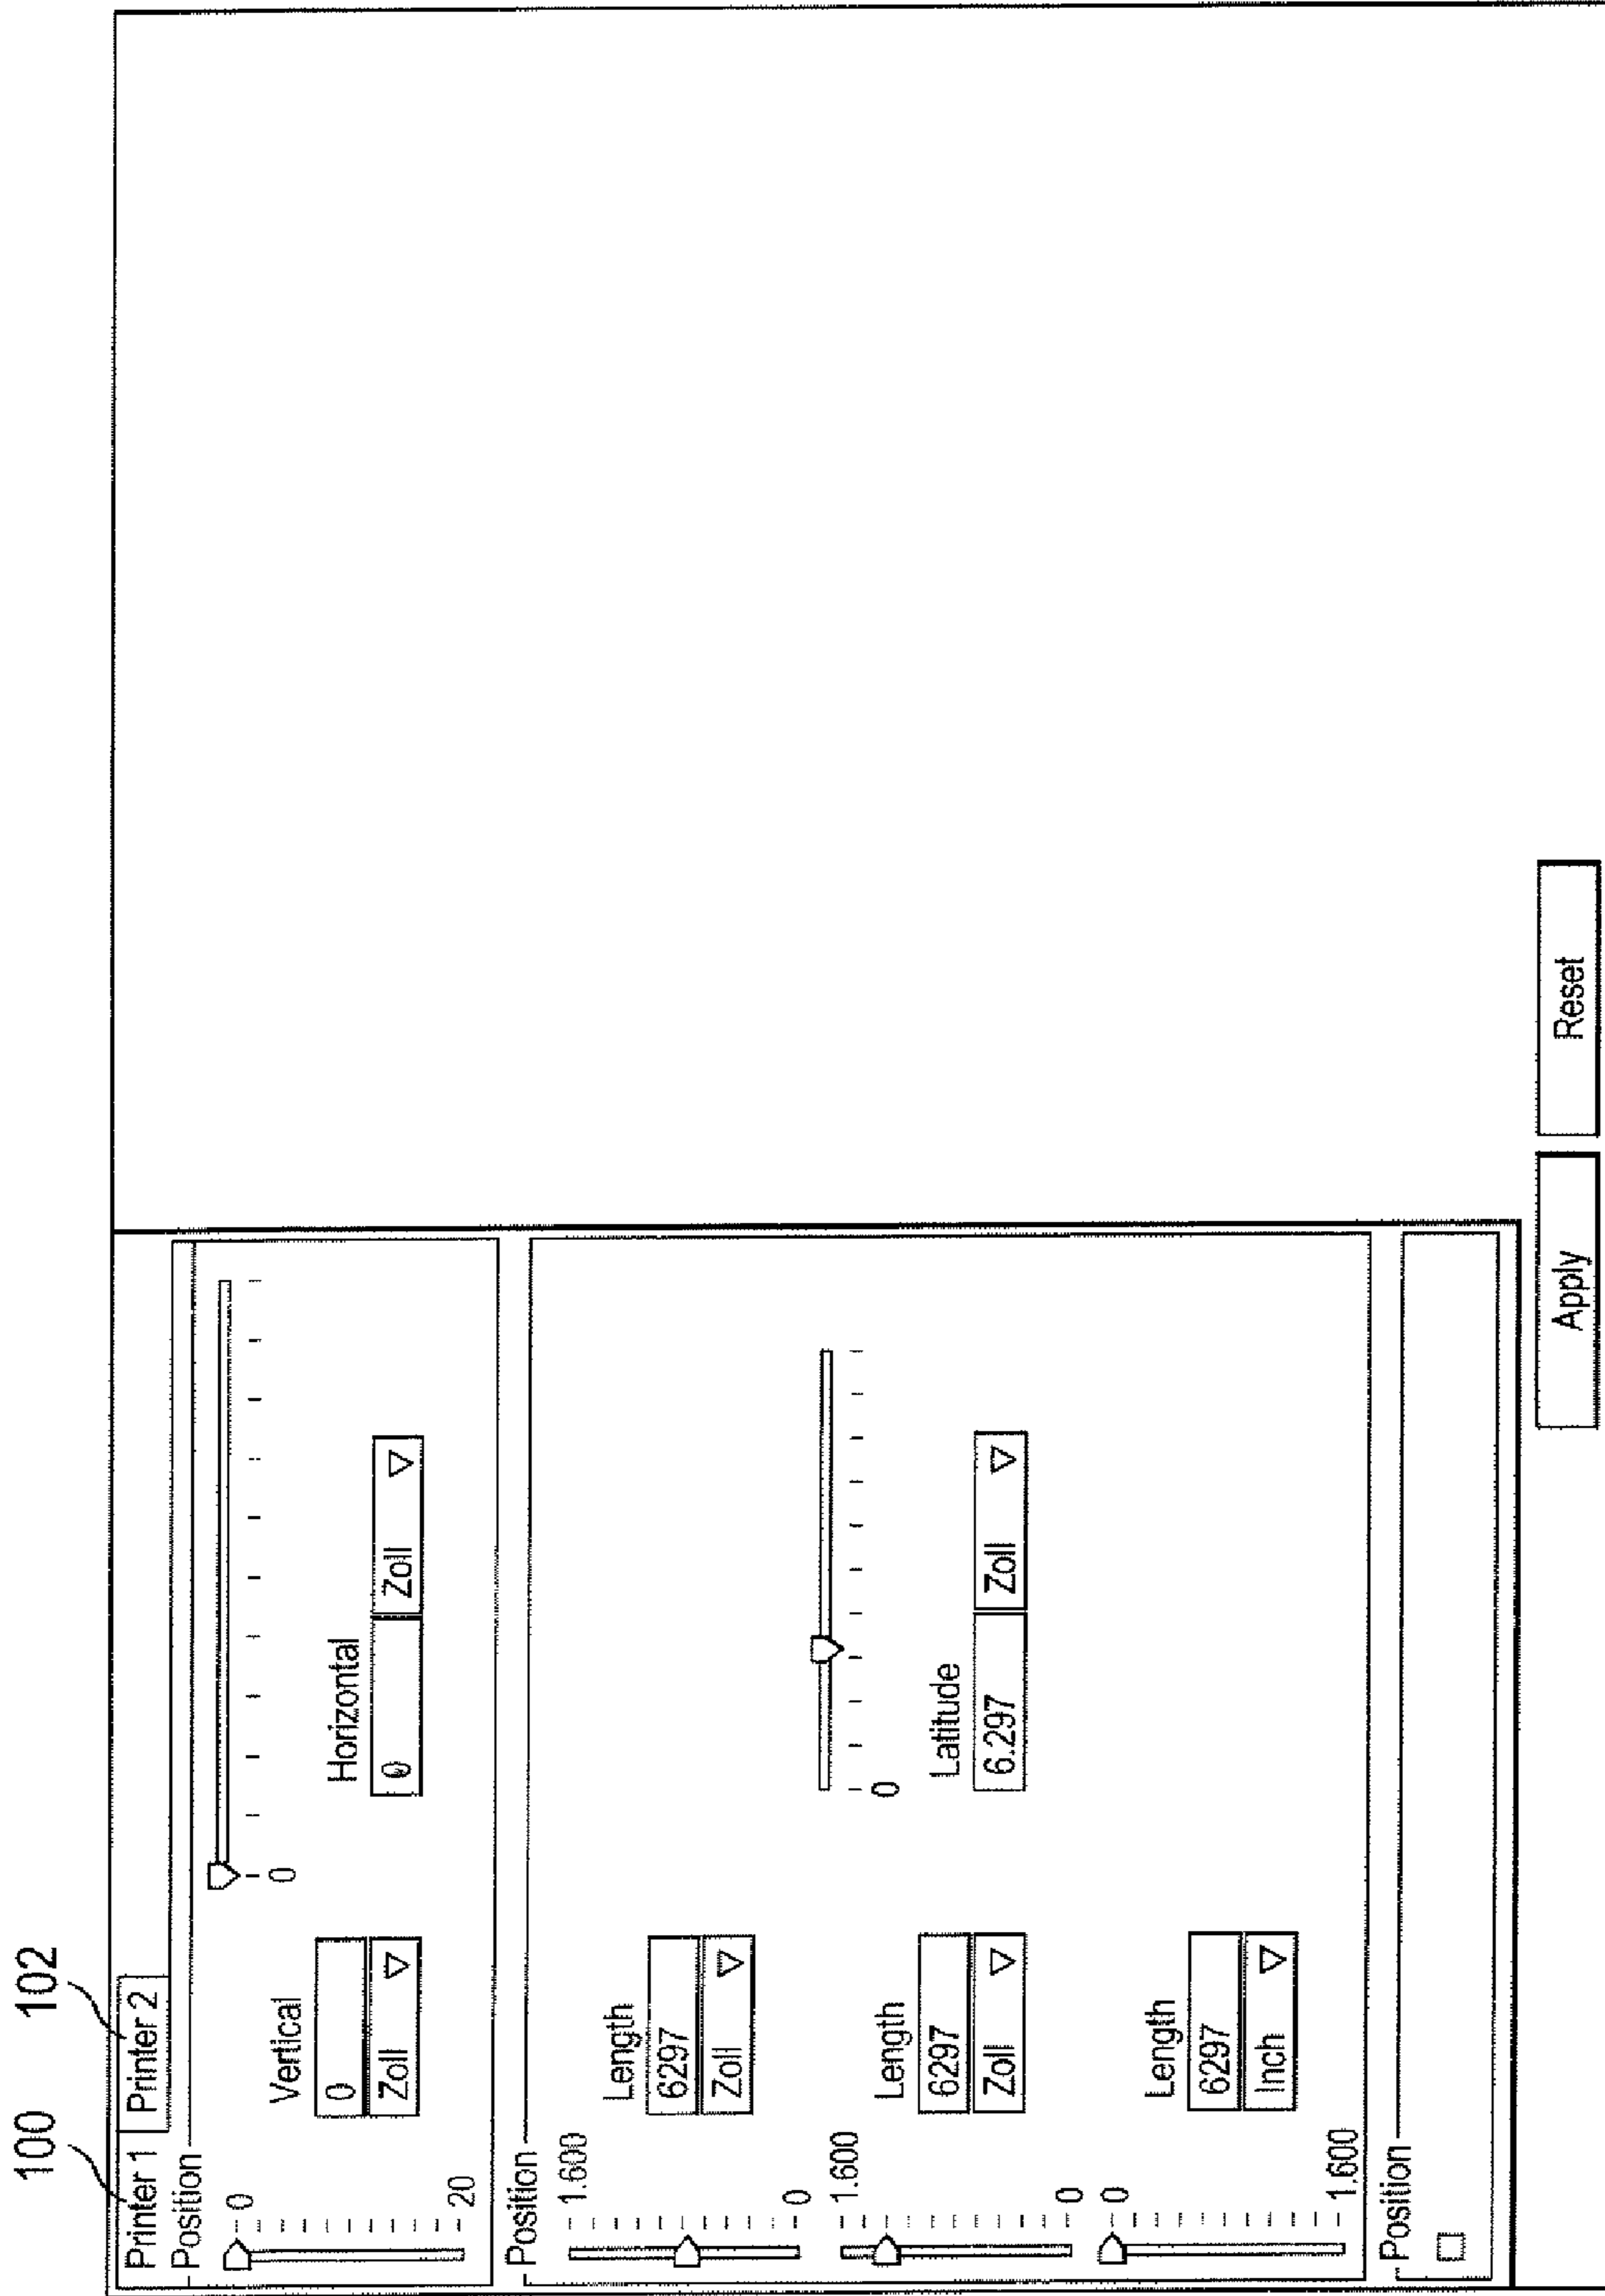 100 102
Printer 1 Printer 2
Position
0
20
Vertical
0
Zoll
0
Horizontal
0 Zoll
Position
1.600
0
Length
6297
Zoll
1.600
0
Length
6297
Zoll
0
Latitude
6.297 Zoll
0
1.600
Length
6297
Inch
Position
Apply Reset